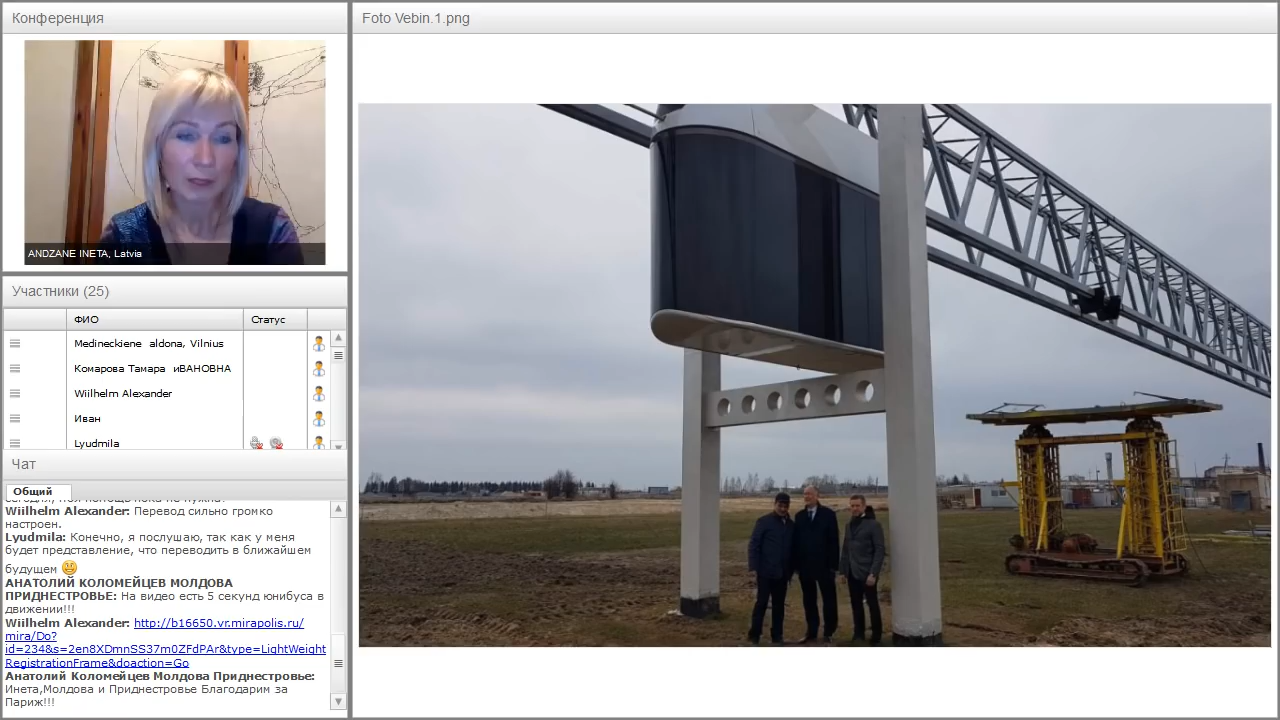 Конференция
Foto Vebin.1.png
ANDZANE INETA, Latvia
Участники (25)
ФИО
Статус
Medineckiene aldona, Vilnius
Комарова Тамара иВАНОВНА
Wiilhelm Alexander
Иван
Lyudmila
Чат
Общий
Wiilhelm Alexander: Перевод сильно громко
настроен.
Lyudmila: Конечно, я послушаю, так как у меня
будет представление, что переводить в ближайшем
будущем
АНАТОЛИЙ КОЛОМЕЙЦЕВ МОЛДОВА
ПРИДНЕСТРОВЬЕ: На видео есть 5 секунд юнибуса в
движении!!!
Wiilhelm Alexander: http://b16650.vr.mirapolis.ru/
mira/Do?
id=234&s=2en8XDmnSS37m0ZFdPAr&type=LightWeight
RegistrationFrame&doaction=Go
Анатолий Коломейцев Молдова Приднестровье:
Инета,Молдова и Приднестровье Благодарим за
Париж!!!